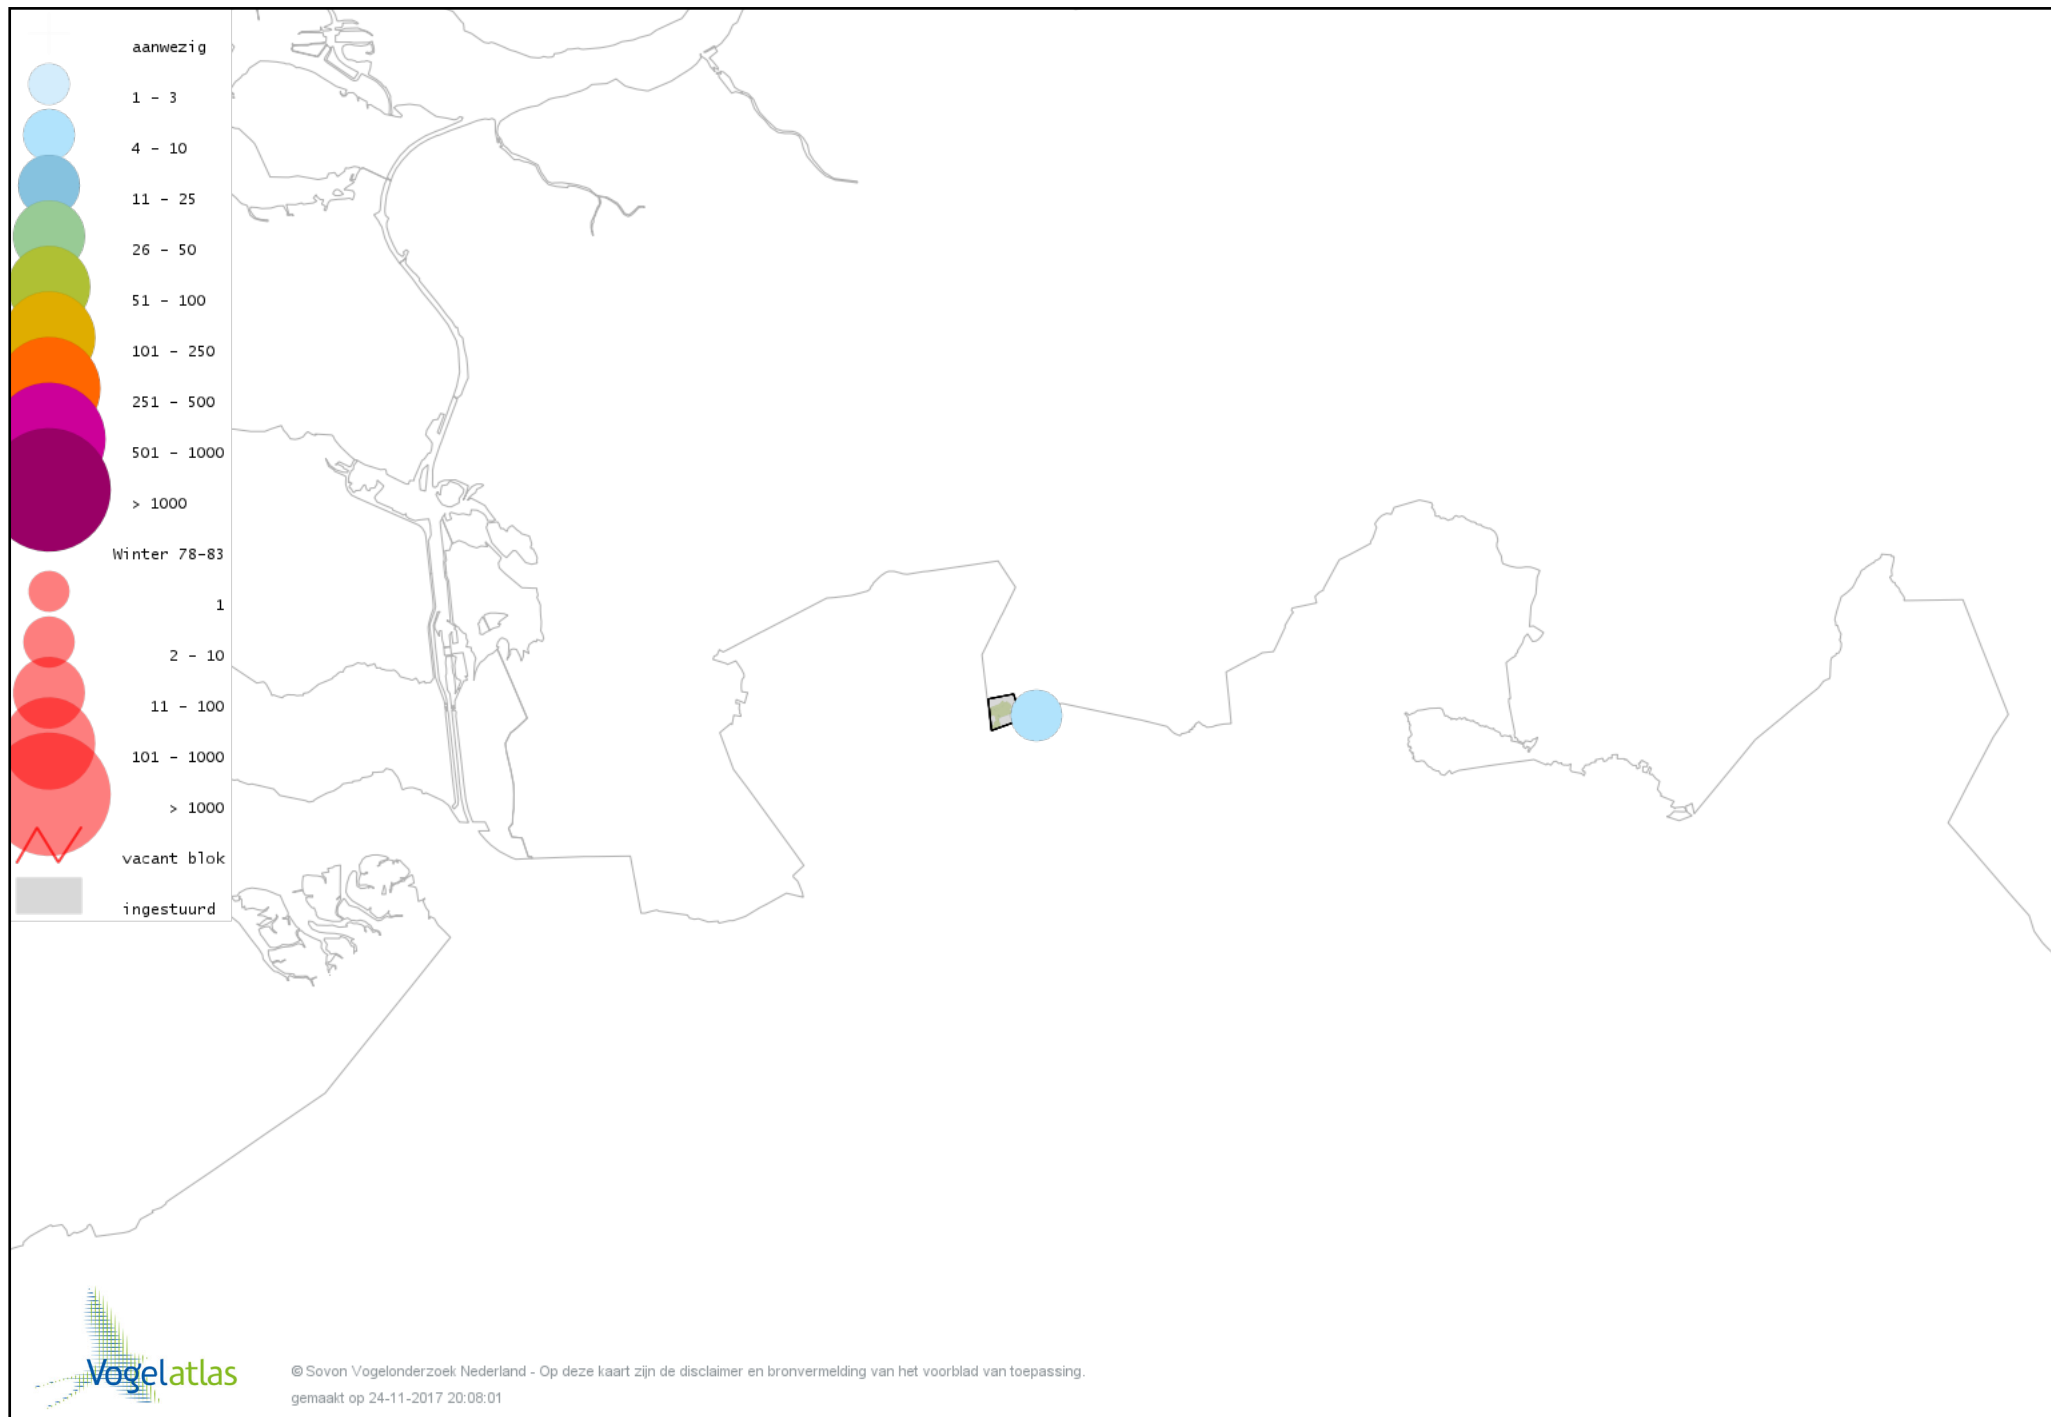 aanwezig
1 - 3
4 - 10
11 - 25
26 - 50
51 - 100
101 - 250
251 - 500
501 - 1000
> 1000
Winter 78-83
1
2 - 10
11 - 100
101 - 1000
> 1000
vacant blok
ingestuurd
Vogelatlas
© Sovon Vogelonderzoek Nederland - Op deze kaart zijn de disclaimer en bronvermelding van het voorblad van toepassing.
gemaakt op 24-11-2017 20:08:01